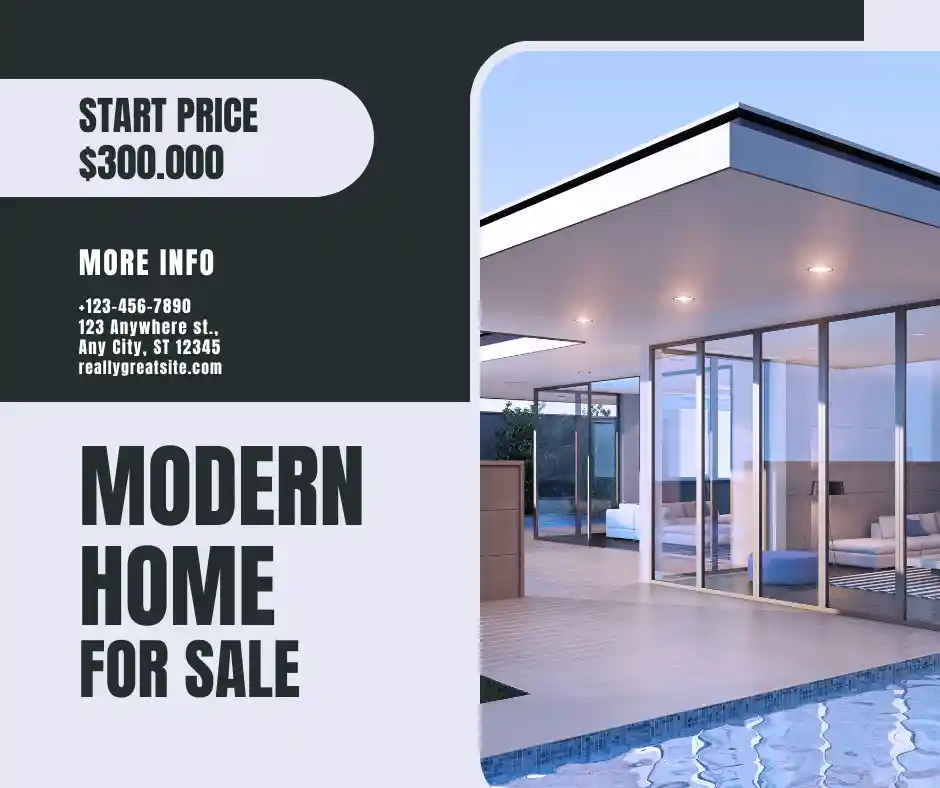 START PRICE
$300.000
MORE INFO
+123-456-7890
123 Anywhere st.,
Any City, ST 12345
reallygreatsite.com
MODERN
HOME
FOR SALE